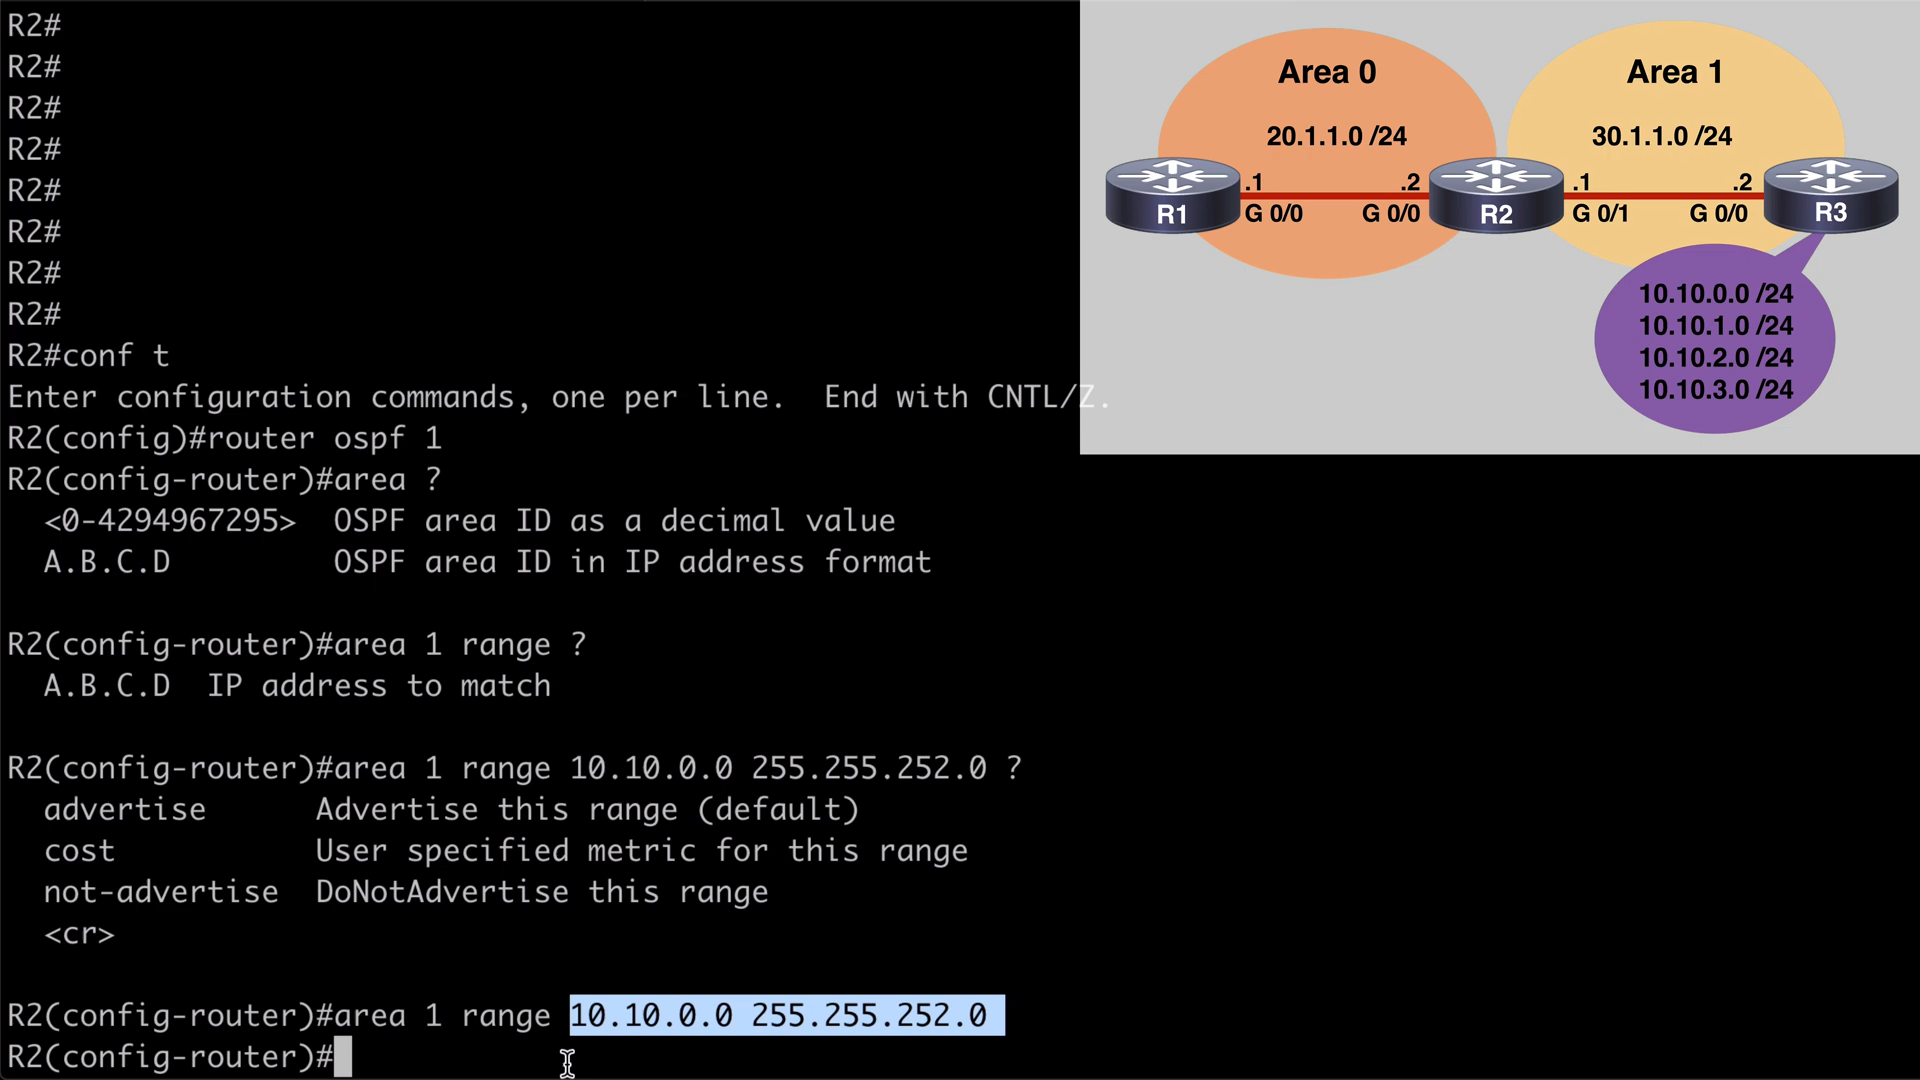 R2#
R2#
R2#
R2#
R2#
R2#
R2#
R2#
R2#conf t
Enter configuration commands, one per line.  End with CNTL/Z.
R2(config)#router ospf 1
R2(config-router)#area ?
  <0-4294967295>  OSPF area ID as a decimal value
  A.B.C.D         OSPF area ID in IP address format
R2(config-router)#area 1 range ?
  A.B.C.D  IP address to match
R2(config-router)#area 1 range 10.10.0.0 255.255.252.0 ?
  advertise      Advertise this range (default)
  cost           User specified metric for this range
  not-advertise  DoNotAdvertise this range
  <cr>
R2(config-router)#area 1 range 10.10.0.0 255.255.252.0
R2(config-router)#
Area 0
20.1.1.0 /24
Area 1
30.1.1.0 /24
R1
.1
G 0/0
.2
G 0/0
R2
.1
G 0/1
.2
G 0/0
R3
10.10.0.0 /24
10.10.1.0 /24
10.10.2.0 /24
10.10.3.0 /24